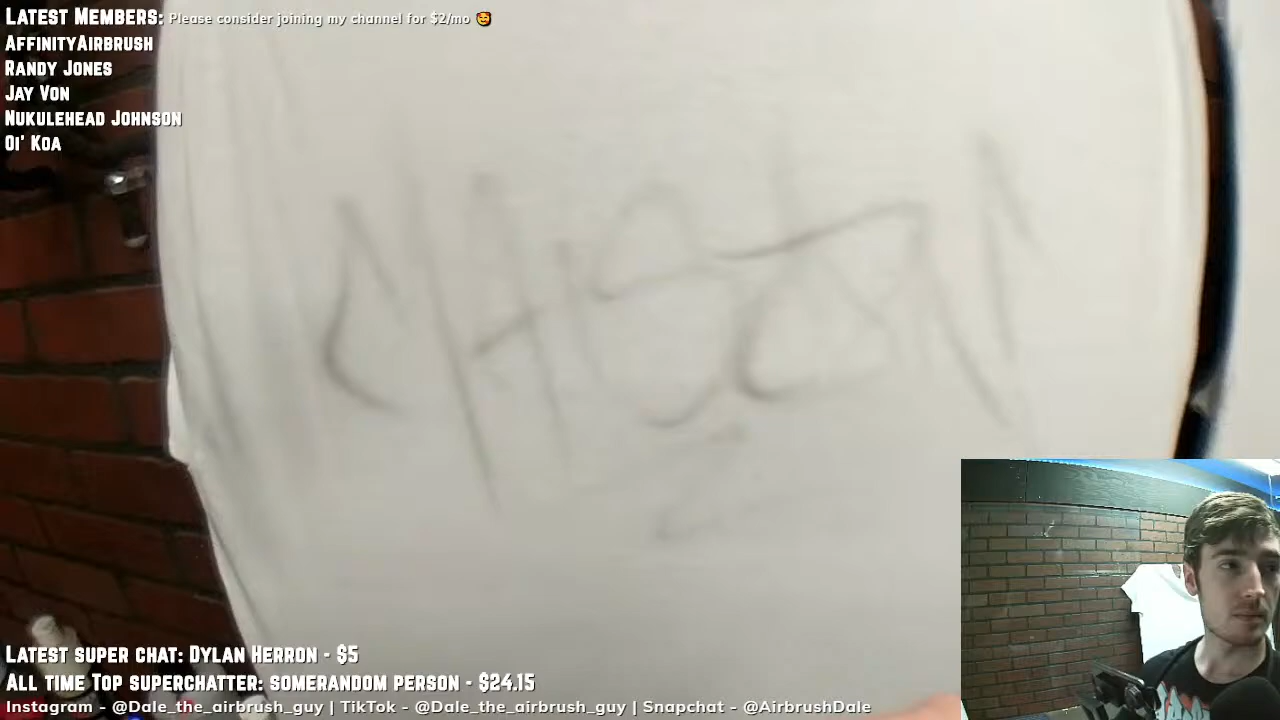 Latest Members: Please consider joining my channel for $2/mo 🥰
AffinityAirbrush
Randy Jones
Jay Von
Nukulehead Johnson
Ol' Koa
Latest super chat: Dylan Herron - $5
All time Top superchatter: somerandom person - $24.15
Instagram - @Dale_the_airbrush_guy | TikTok - @Dale_the_airbrush_guy | Snapchat - @AirbrushDale